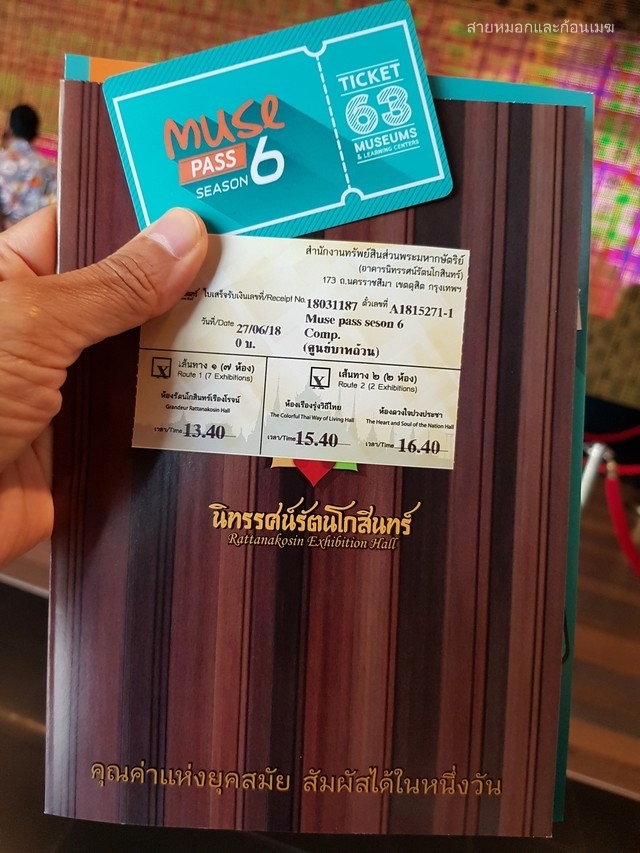 สายหมอกและก้อนเมฆ
muse
PASS
SEASON 6
TICKET
63
MUSEUMS
& LEARNING CENTERS
สำนักงานทรัพย์สินส่วนพระมหากษัตริย์
(อาคารนิทรรศน์รัตนโกสินทร์)
173 ถ.นครราชสีมา เขตดุสิต กรุงเทพฯ
ใบเสร็จรับเงินเลขที่/Receipt No. 18031187 ตั๋วเลขที่ A1815271-1
วันที่/Date 27/06/18 Muse pass seson 6
0 บ. Comp.
(ศูนย์บาทถ้วน)
X เส้นทาง ๑ (๗ ห้อง)
Route 1 (7 Exhibitions)
ห้องรัตนโกสินทร์เรืองโรจน์
Grandeur Rattanakosin Hall
เวลา/Time 13.40
X เส้นทาง ๒ (๒ ห้อง)
Route 2 (2 Exhibitions)
ห้องเรืองรุ่งวิถีไทย
The Colorful Thai Way of Living Hall
เวลา/Time 15.40
ห้องดวงใจปวงประชา
The Heart and Soul of the Nation Hall
เวลา/Time 16.40
นิทรรศน์รัตนโกสินทร์
Rattanakosin Exhibition Hall
คุณค่าแห่งยุคสมัย สัมผัสได้ในหนึ่งวัน